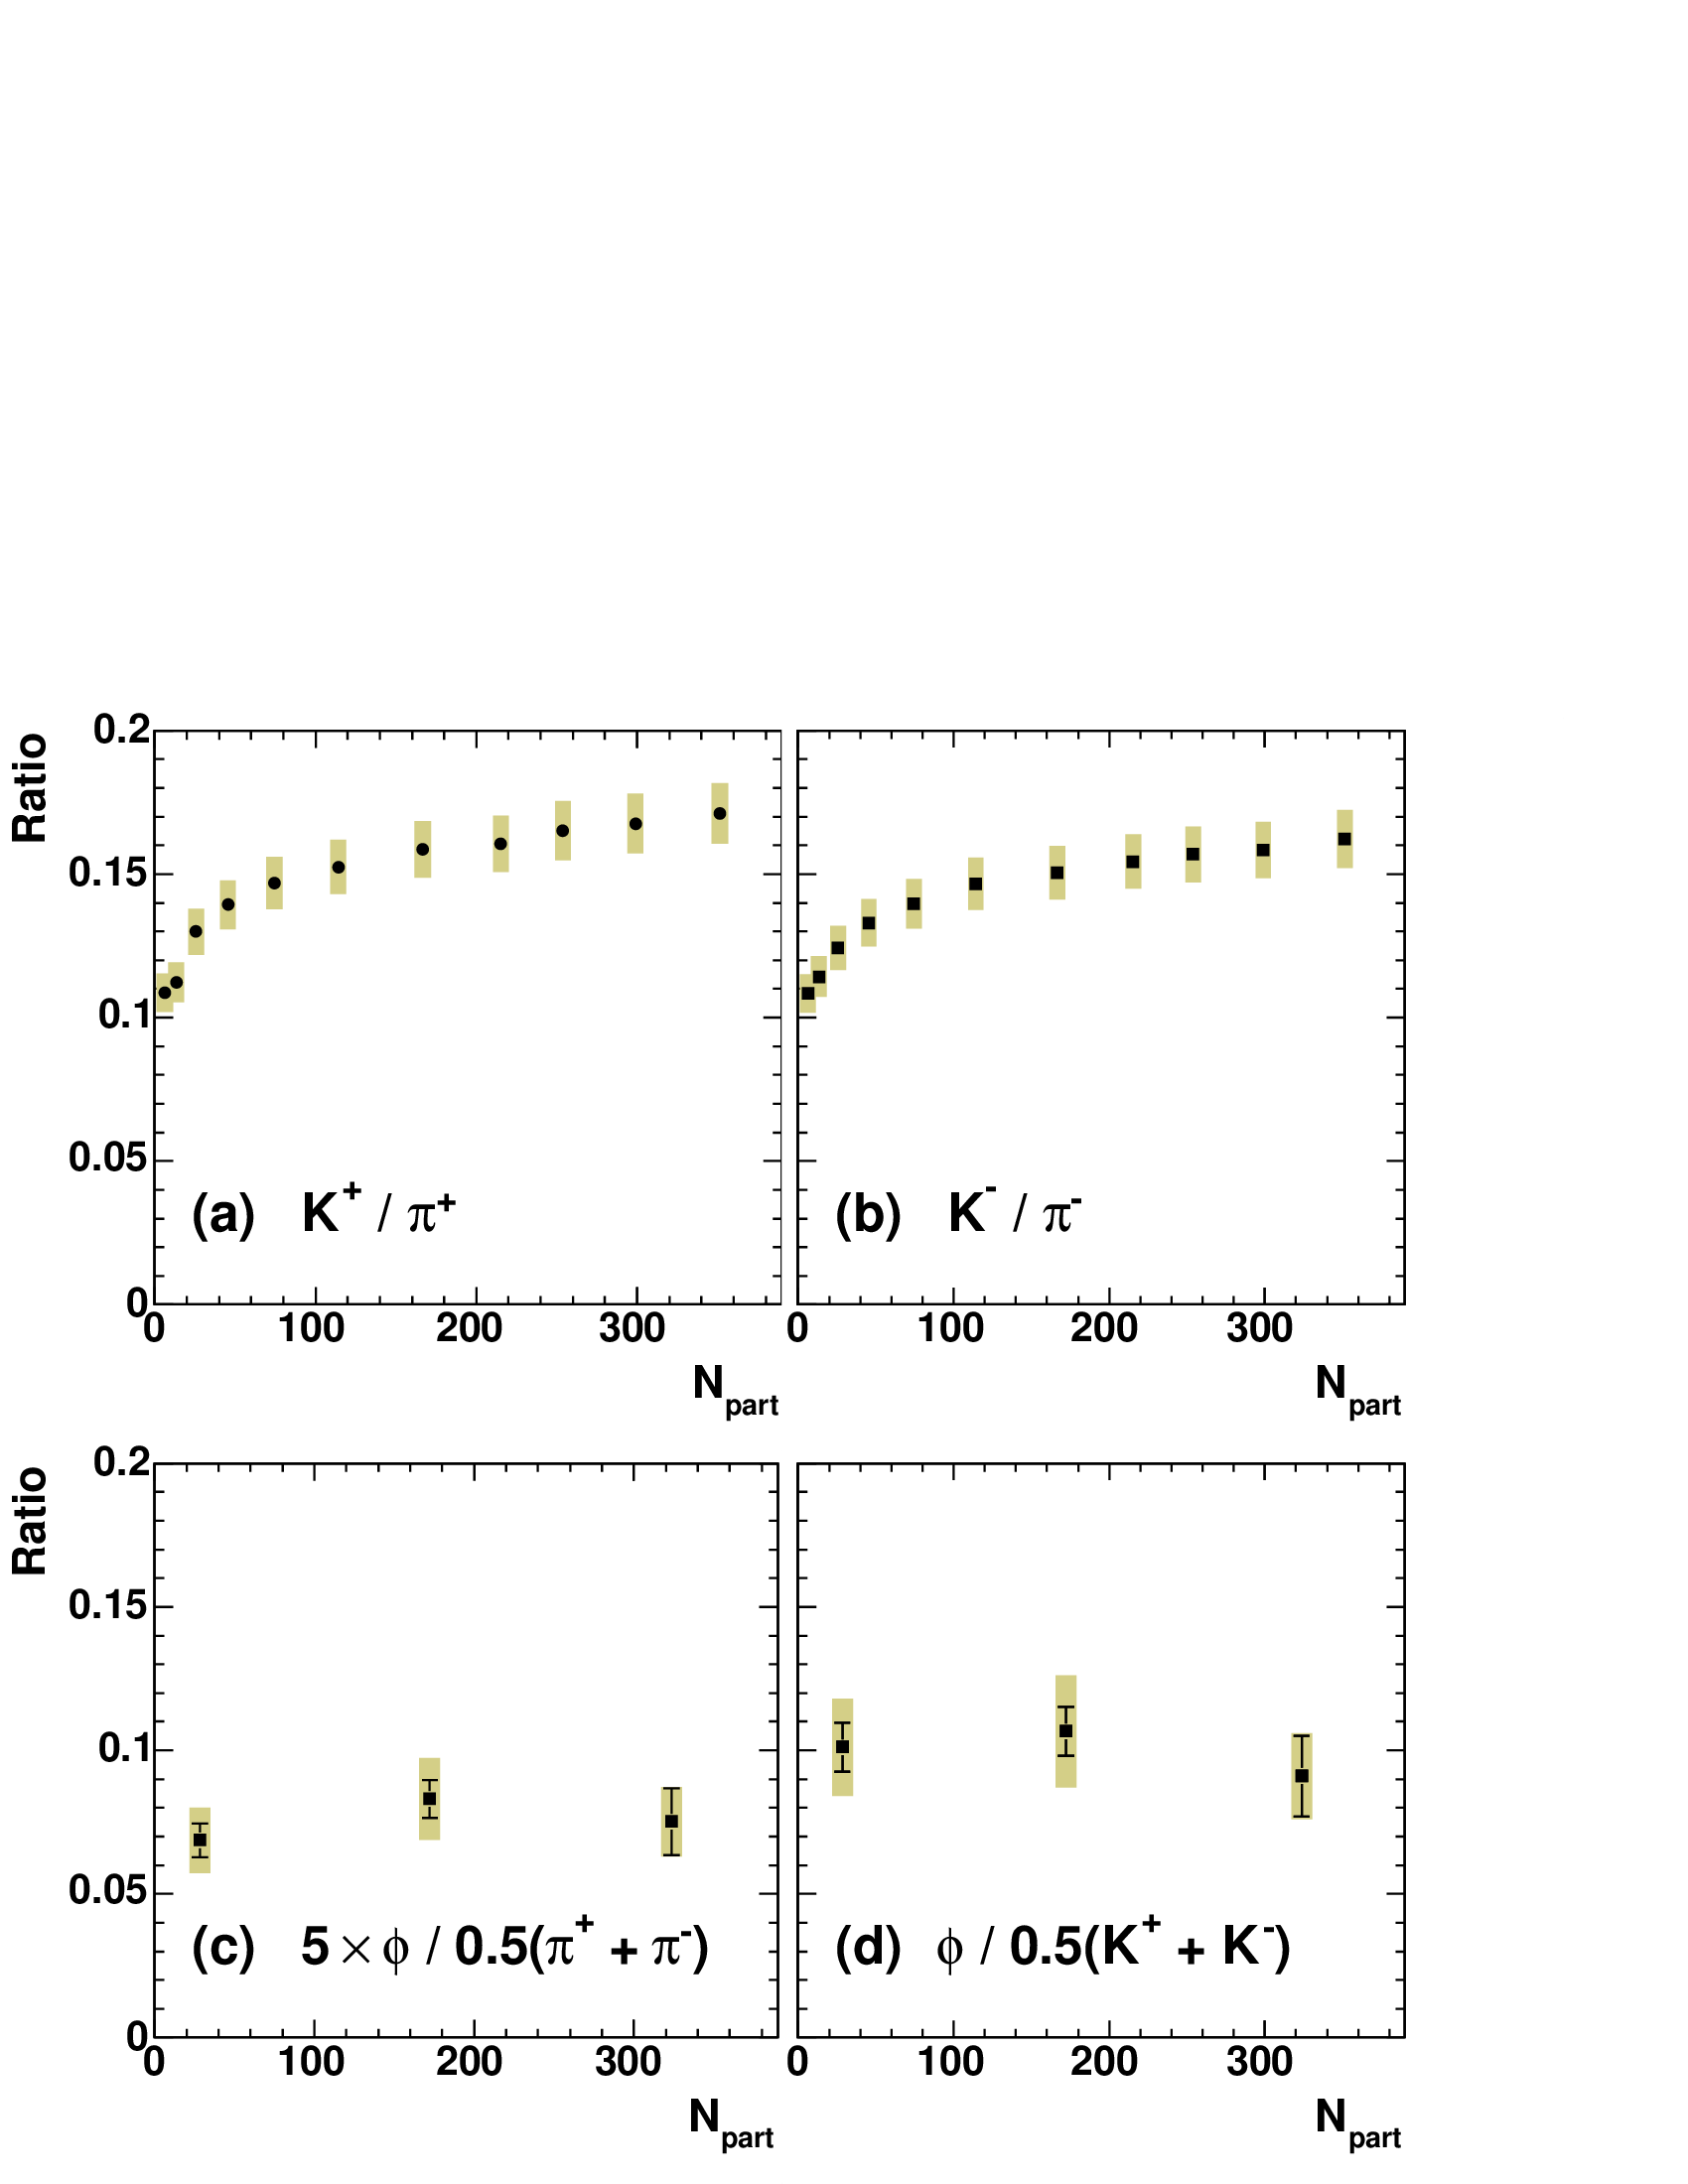 Ratio
0.2
0.15
0.1
0.05
0
(a) K+ / π+
(b) K- / π-
0 100 200 300
0 100 200 300
Npart
Npart
Ratio
0.2
0.15
0.1
0.05
0
(c) 5 × ϕ / 0.5(π+ + π-)
(d) ϕ / 0.5(K+ + K-)
0 100 200 300
0 100 200 300
Npart
Npart